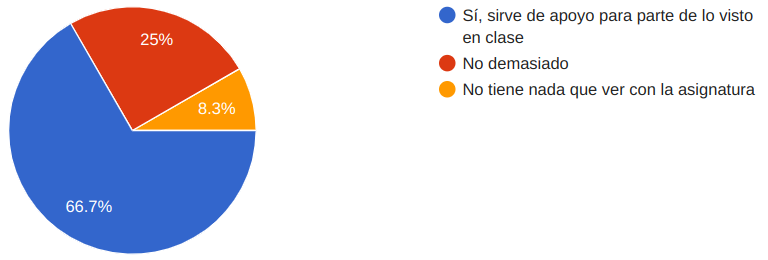 25%
8.3%
66.7%
Sí, sirve de apoyo para parte de lo visto
en clase
No demasiado
No tiene nada que ver con la asignatura